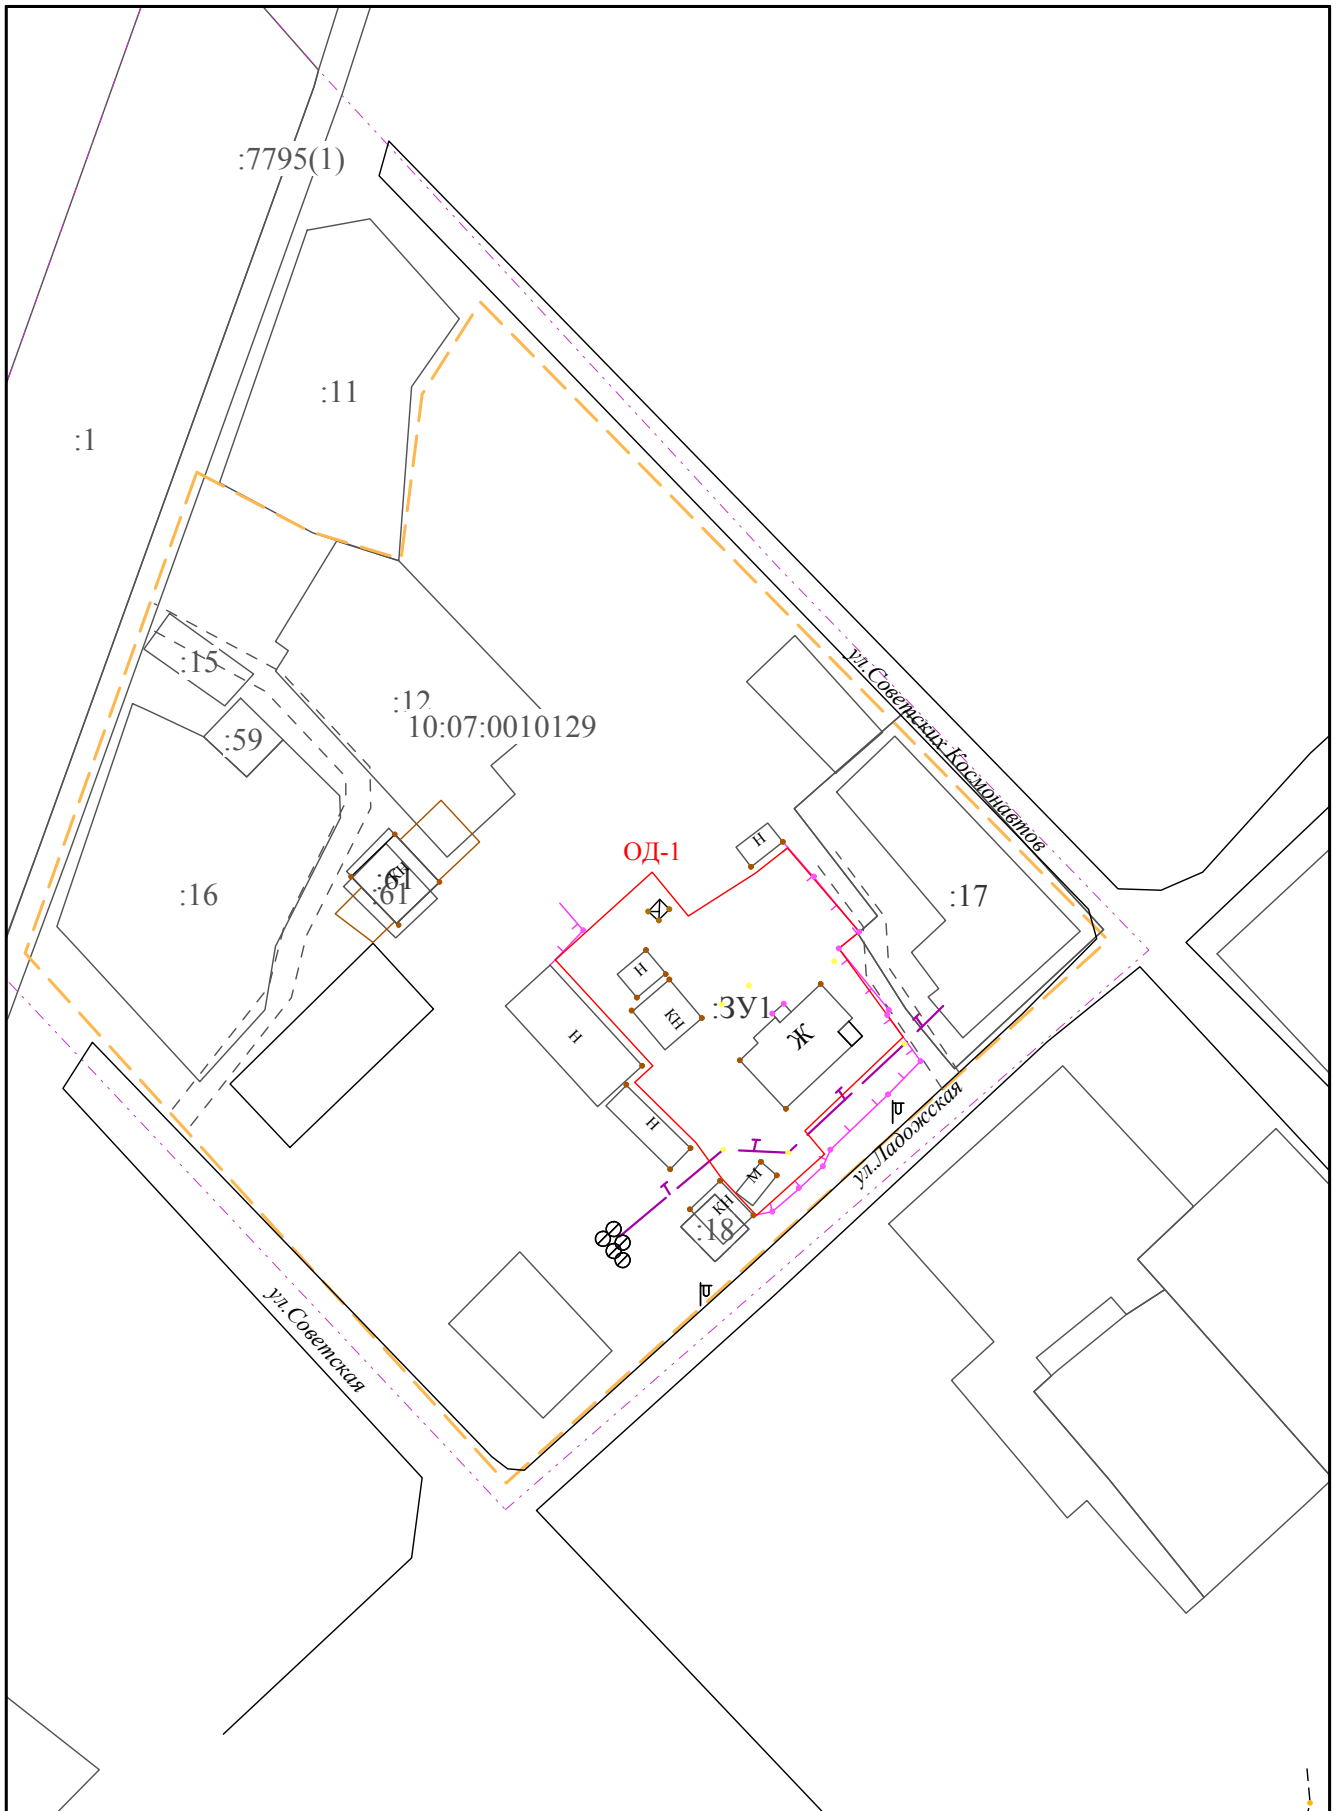 :7795(1)
:11
:1
:15
:12
10:07:0010129
:59
ул.Советских Космонавтов
Н
ОД-1
КН
:61
:61
:16
:17
Н
КН
:ЗУ1
Ж
Н
Т
Т
Н
Т
М
Т
КН
:18
ул.Ладожская
ул.Советская